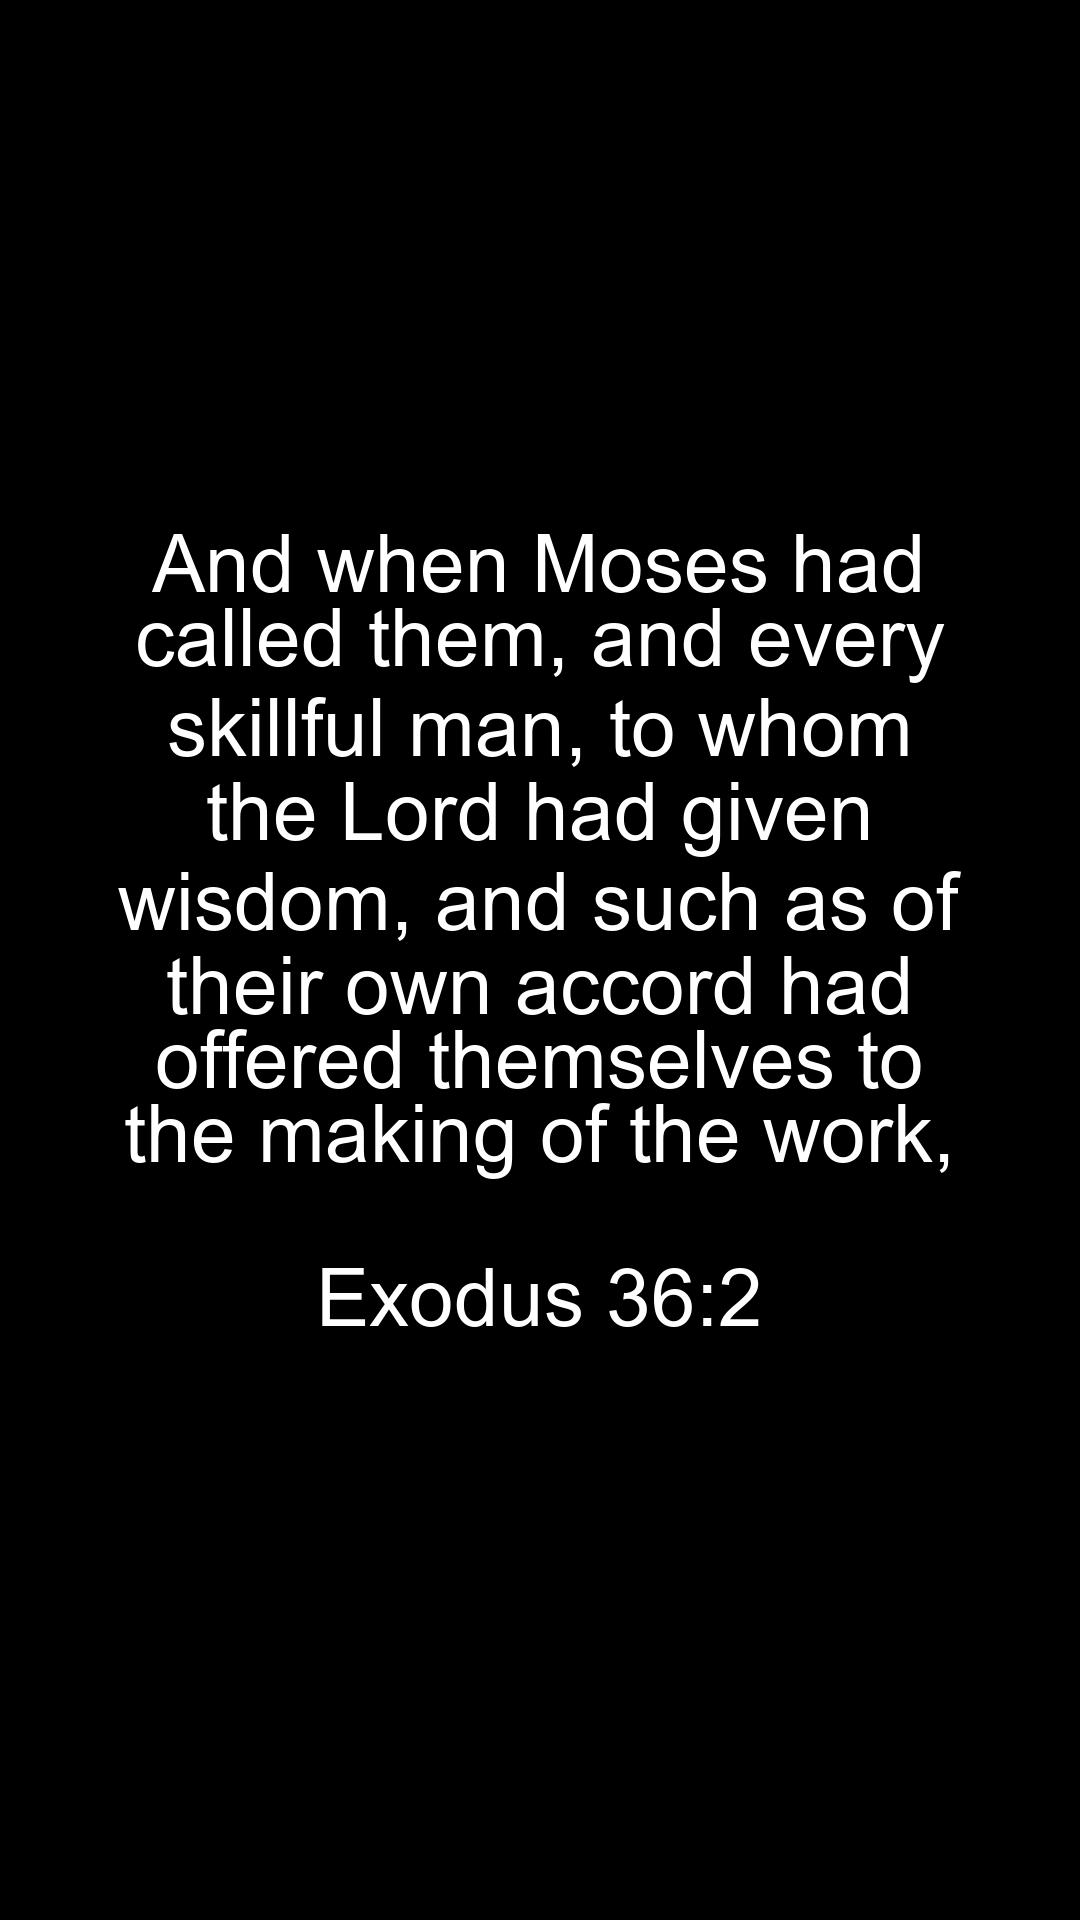 And when Moses had
called them, and every
skillful man, to whom
the Lord had given
wisdom, and such as of
their own accord had
offered themselves to
the making of the work,
Exodus 36:2